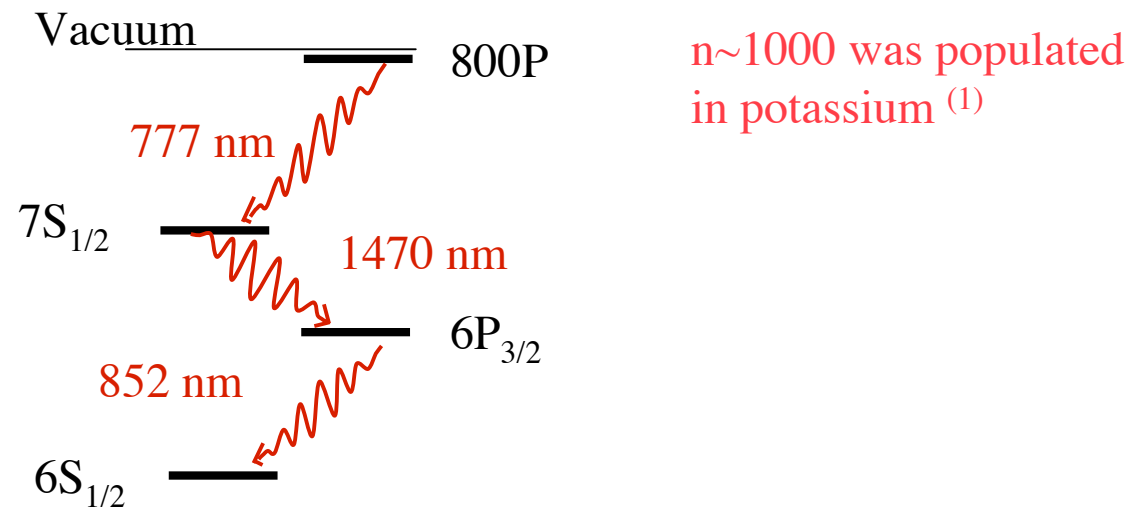 Vacuum
800P
n~1000 was populated
in potassium (1)
777 nm
7S1/2
1470 nm
6P3/2
852 nm
6S1/2